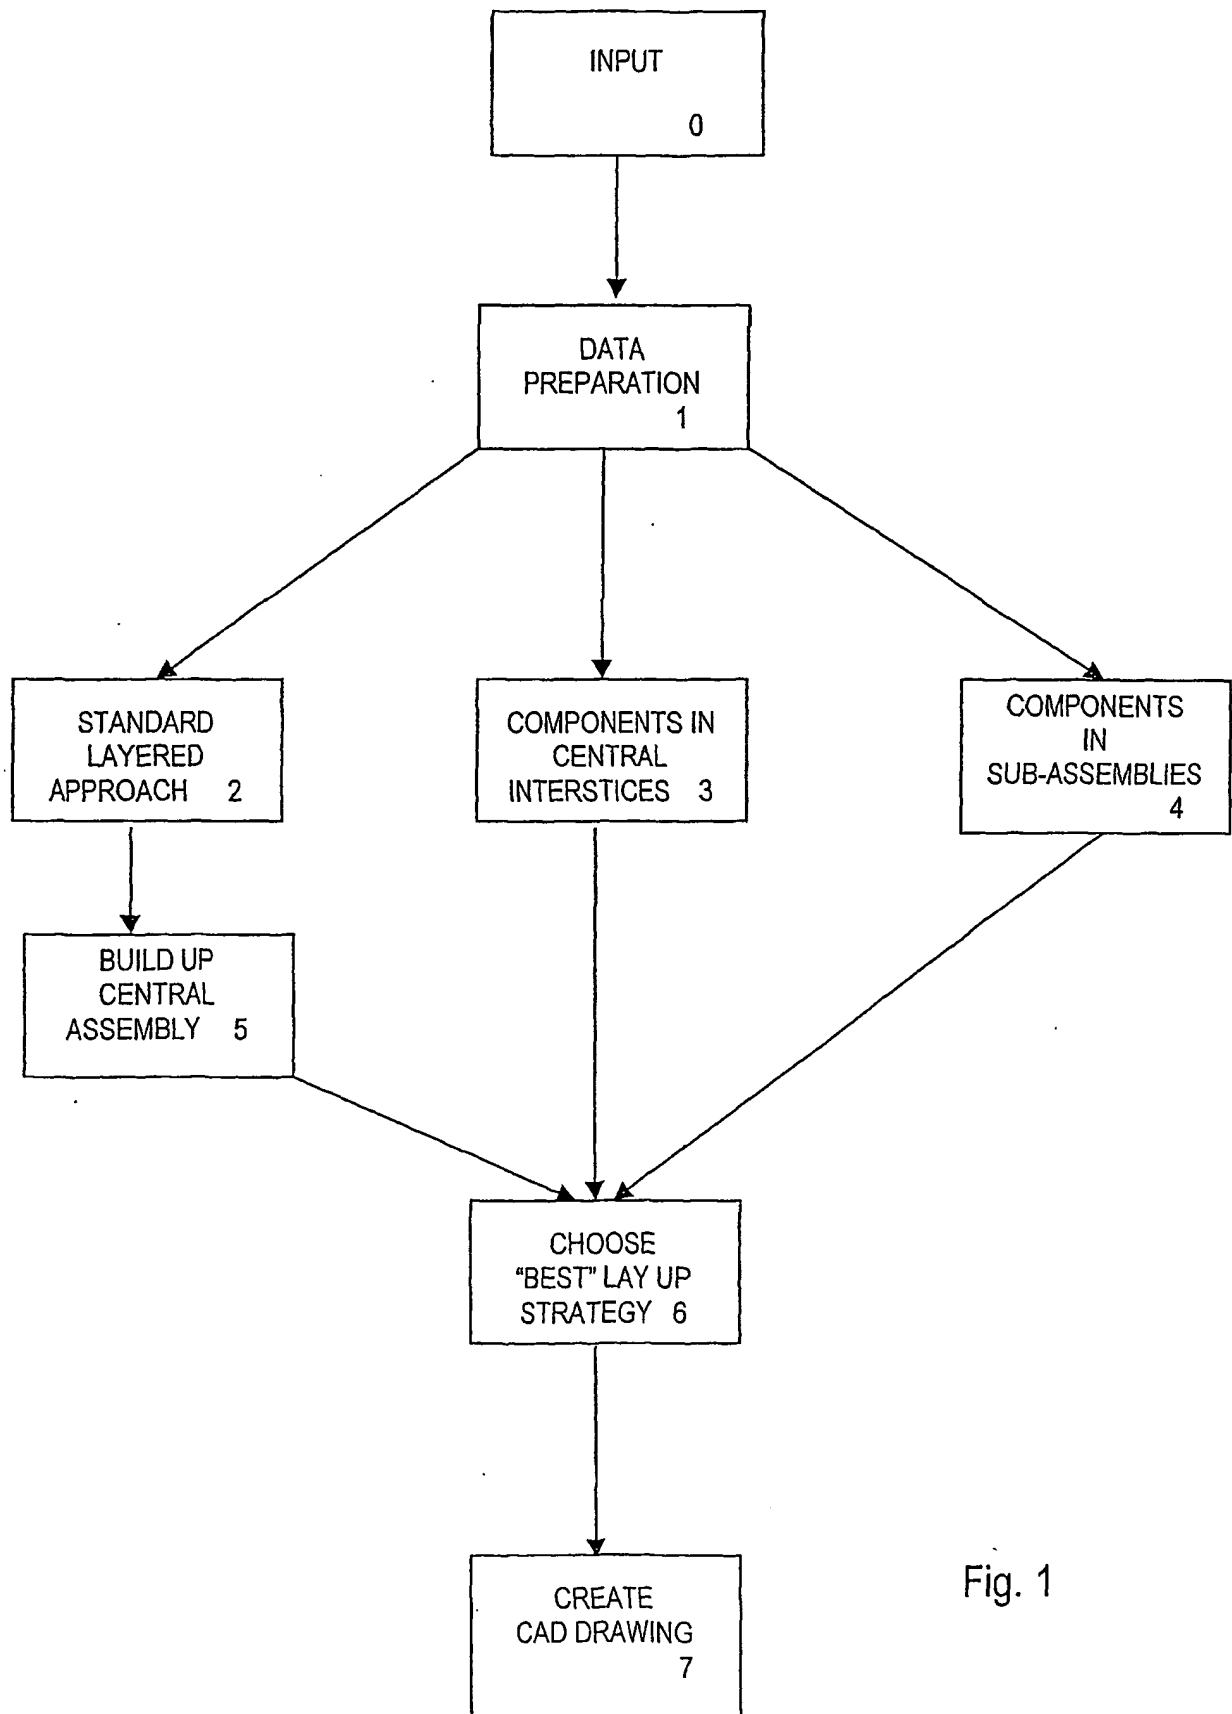 INPUT
0
DATA
PREPARATION
1
STANDARD
LAYERED
APPROACH 2
COMPONENTS IN
CENTRAL
INTERSTICES 3
COMPONENTS
IN
SUB-ASSEMBLIES
4
BUILD UP
CENTRAL
ASSEMBLY 5
CHOOSE
“BEST” LAY UP
STRATEGY 6
CREATE
CAD DRAWING
7
Fig. 1